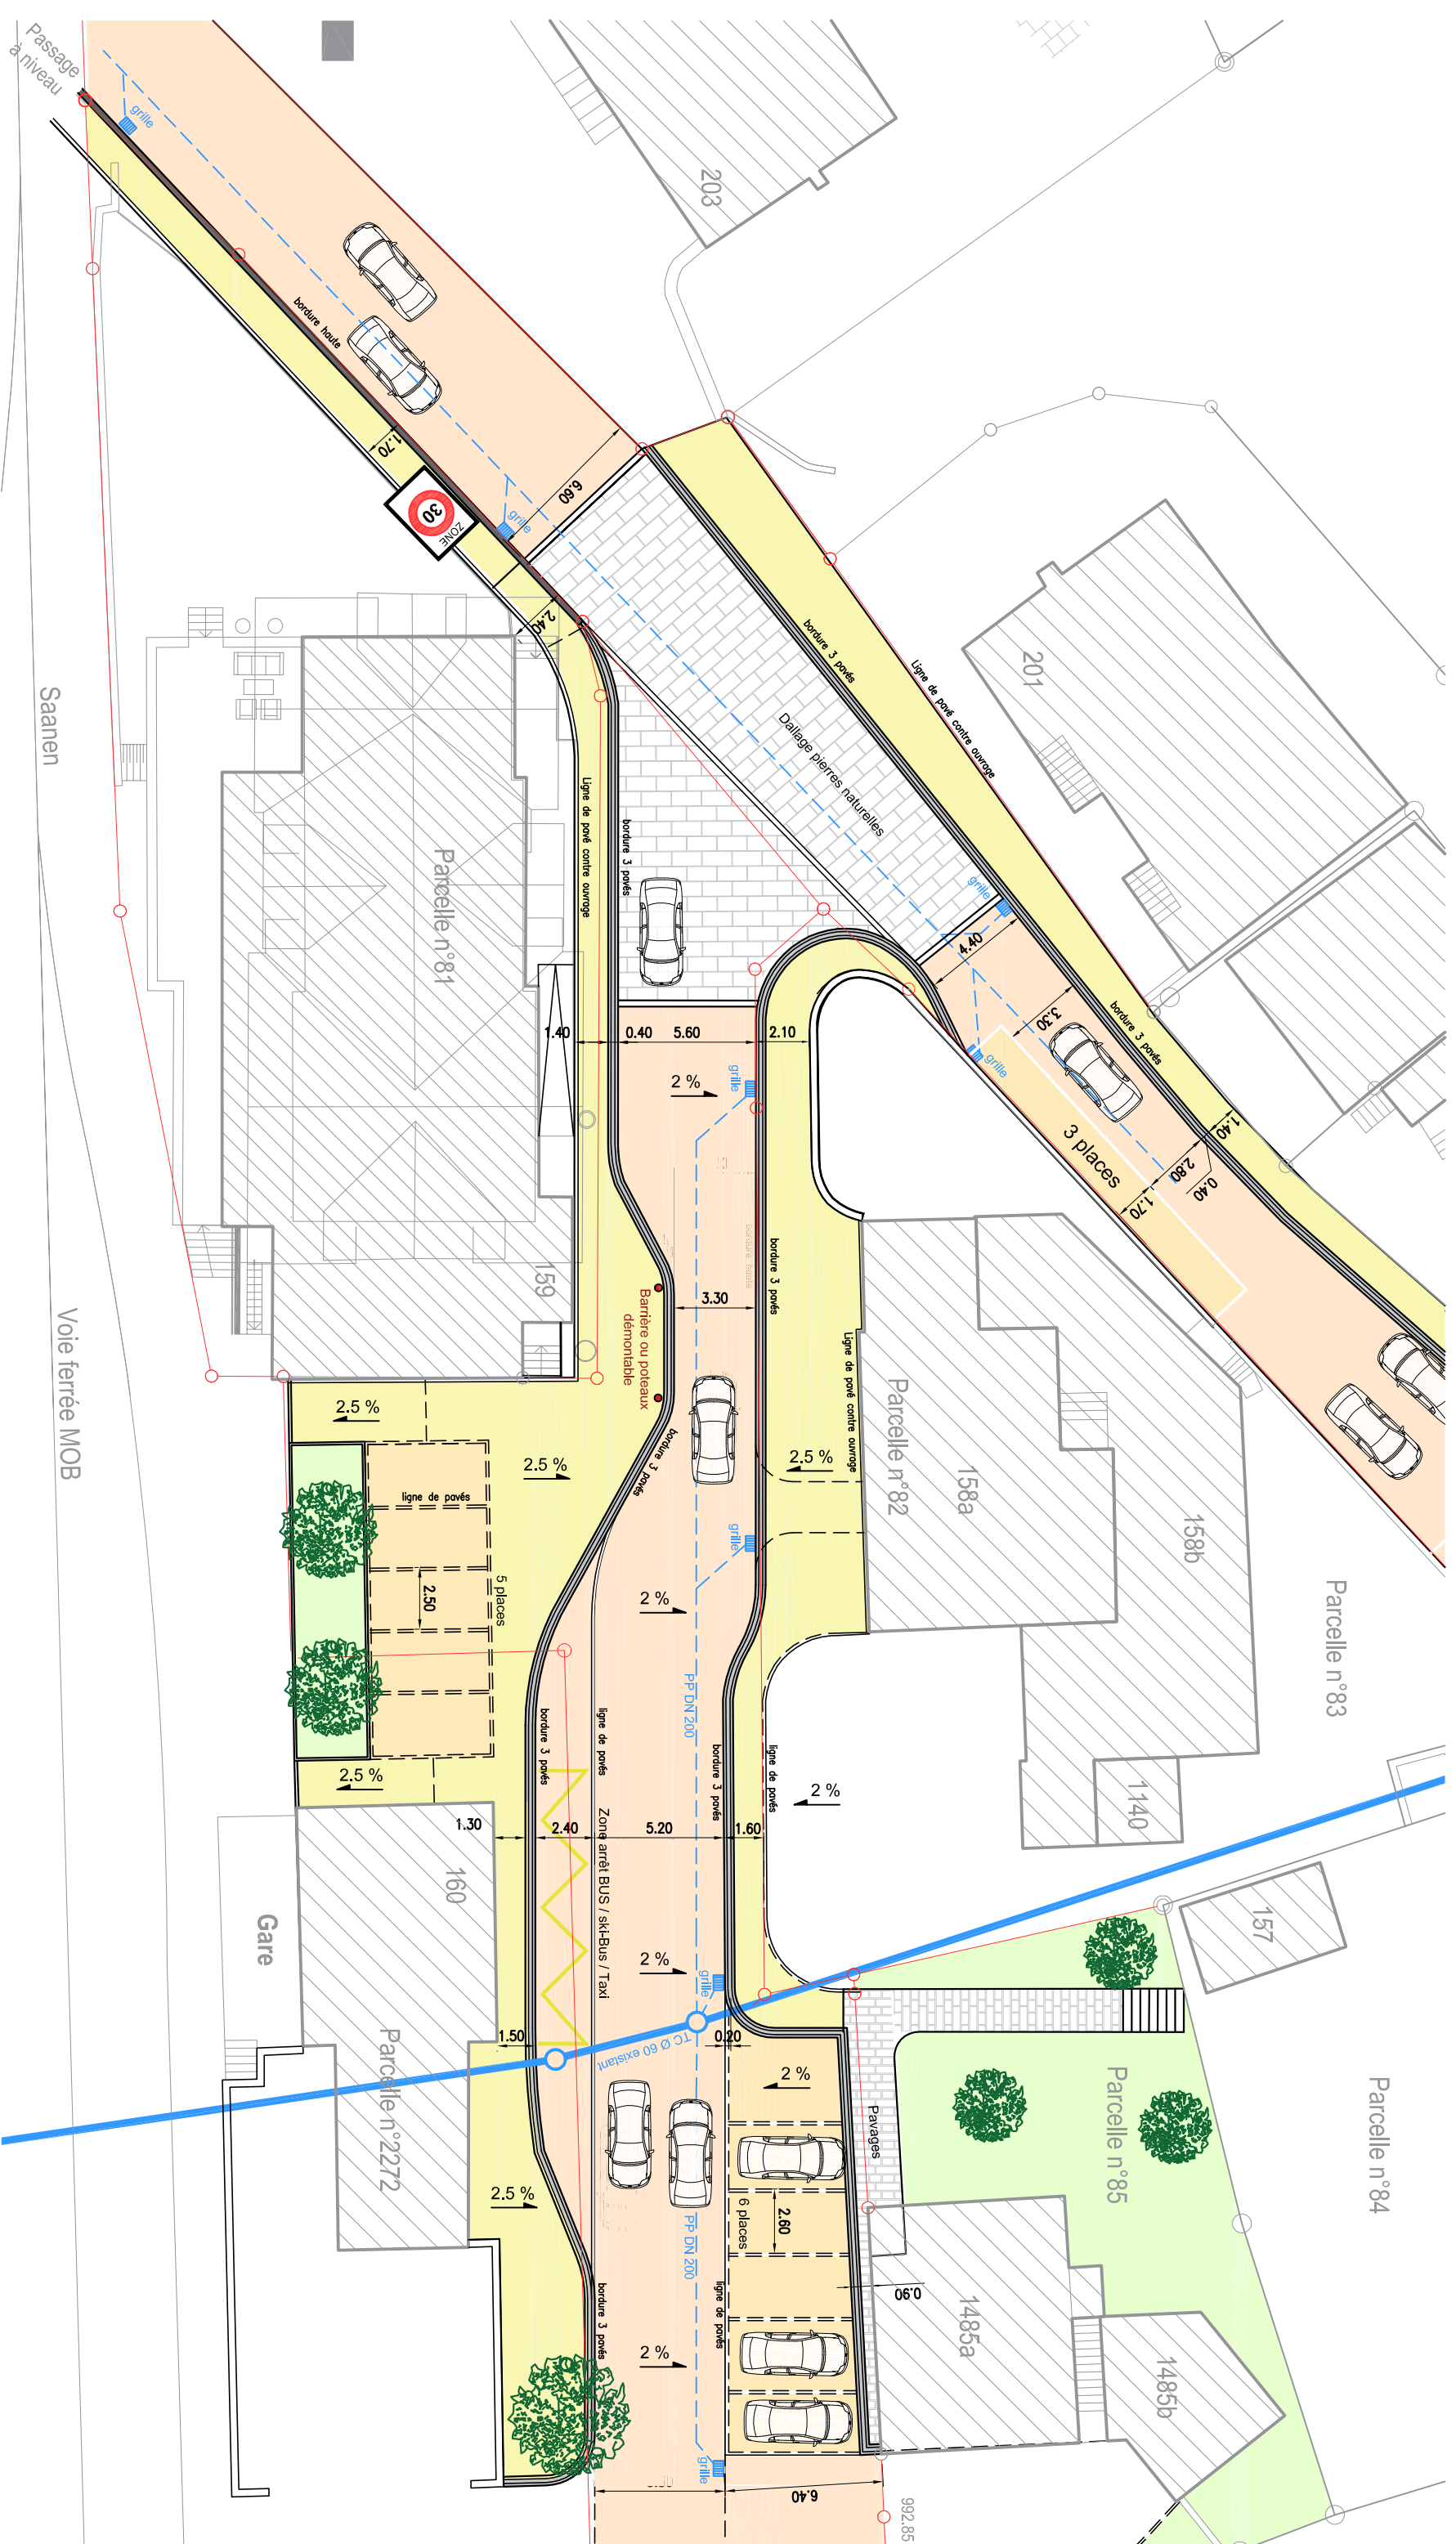 Passage
à niveau
grille
203
bordure haute
1.70
6.60
grille
ZONE
30
2.40
bordure 3 pavés
Ligne de pavé contre ouvrage
201
Dallage pierres naturelles
Saanen
Parcelle n°81
Ligne de pavé contre ouvrage
bordure 3 pavés
grille
4.40
3.30
bordure 3 pavés
grille
1.40
0.40
5.60
2.10
grille
2 %
3 places
1.40
2.80
0.40
1.70
159
bordure haute
bordure 3 pavés
3.30
Barrière ou poteaux
démontable
Ligne de pavé contre ouvrage
Parcelle n°82
158a
158b
Voie ferrée MOB
2.5 %
2.5 %
bordure 3 pavés
2.5 %
ligne de pavés
2.50
5 places
grille
2 %
Parcelle n°83
PP DN 200
bordure 3 pavés
ligne de pavés
bordure 3 pavés
ligne de pavés
2.5 %
2 %
1140
1.30
2.40
5.20
1.60
Zone arrêt BUS / ski-Bus / Taxi
160
Gare
157
2 %
grille
1.50
TC Ø 60 existant
0.20
Parcelle n°2272
2 %
Pavages
Parcelle n°85
Parcelle n°84
2.5 %
2.60
6 places
PP DN 200
0.90
bordure 3 pavés
ligne de pavés
1485a
1485b
2 %
grille
6.40
992.85